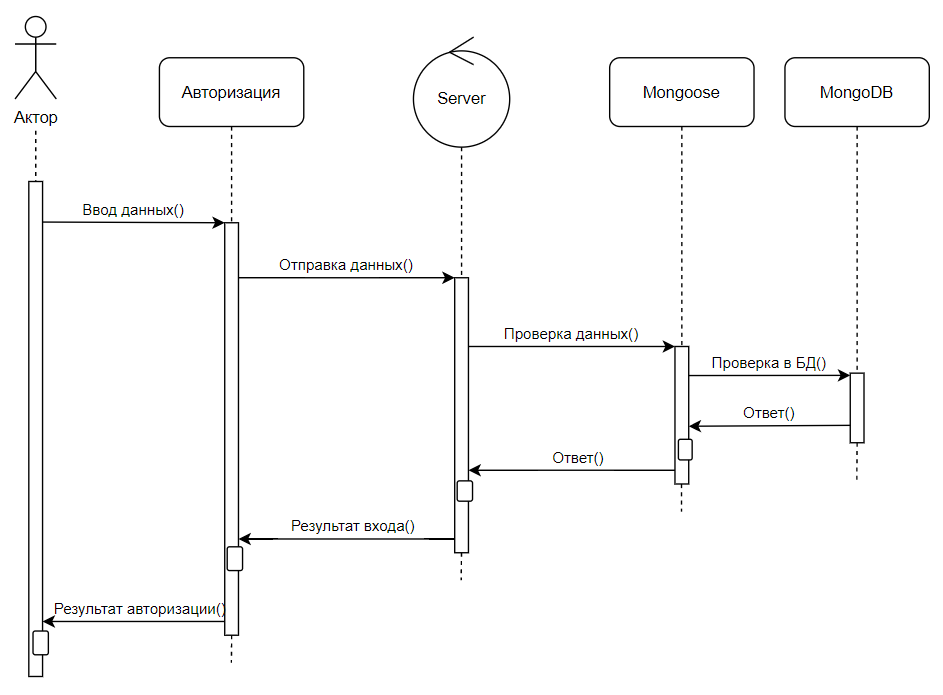 Актор
Авторизация
Server
Mongoose
MongoDB
Ввод данных()
Отправка данных()
Проверка данных()
Проверка в БД()
Ответ()
Ответ()
Результат входа()
Результат авторизации()